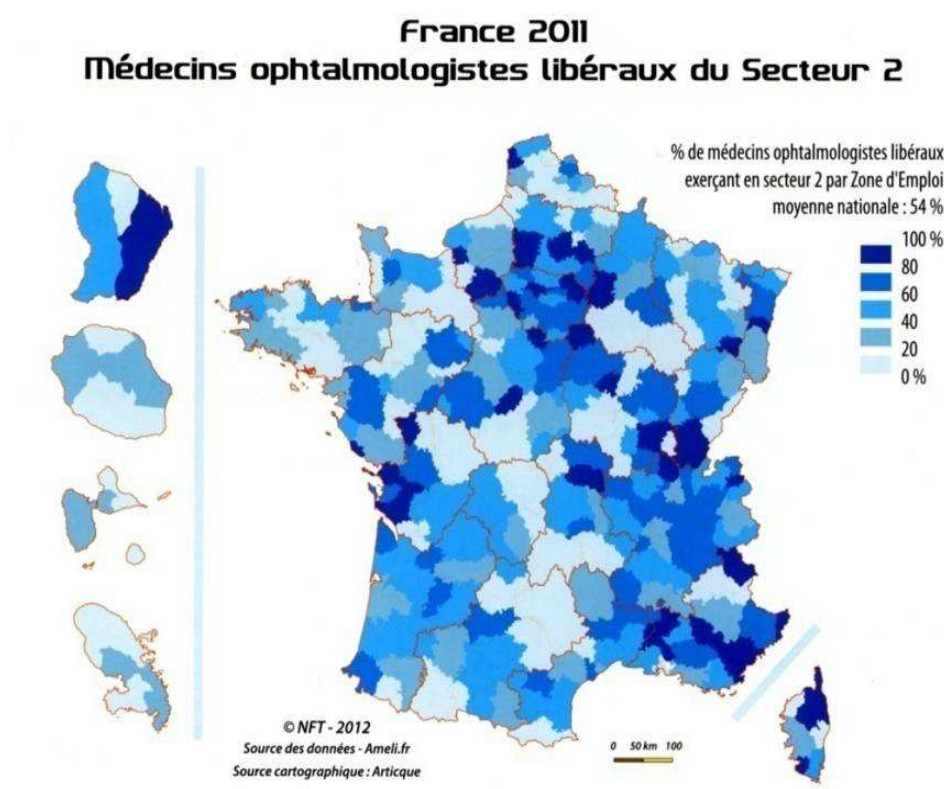 France 2011
Médecins ophtalmologistes libéraux du Secteur 2
% de médecins ophtalmologistes libéraux
exerçant en secteur 2 par Zone d'Emploi
moyenne nationale : 54 %
100 %
80
60
40
20
0 %
© NFT - 2012
Source des données - Ameli.fr
Source cartographique : Articque
0 50 km 100